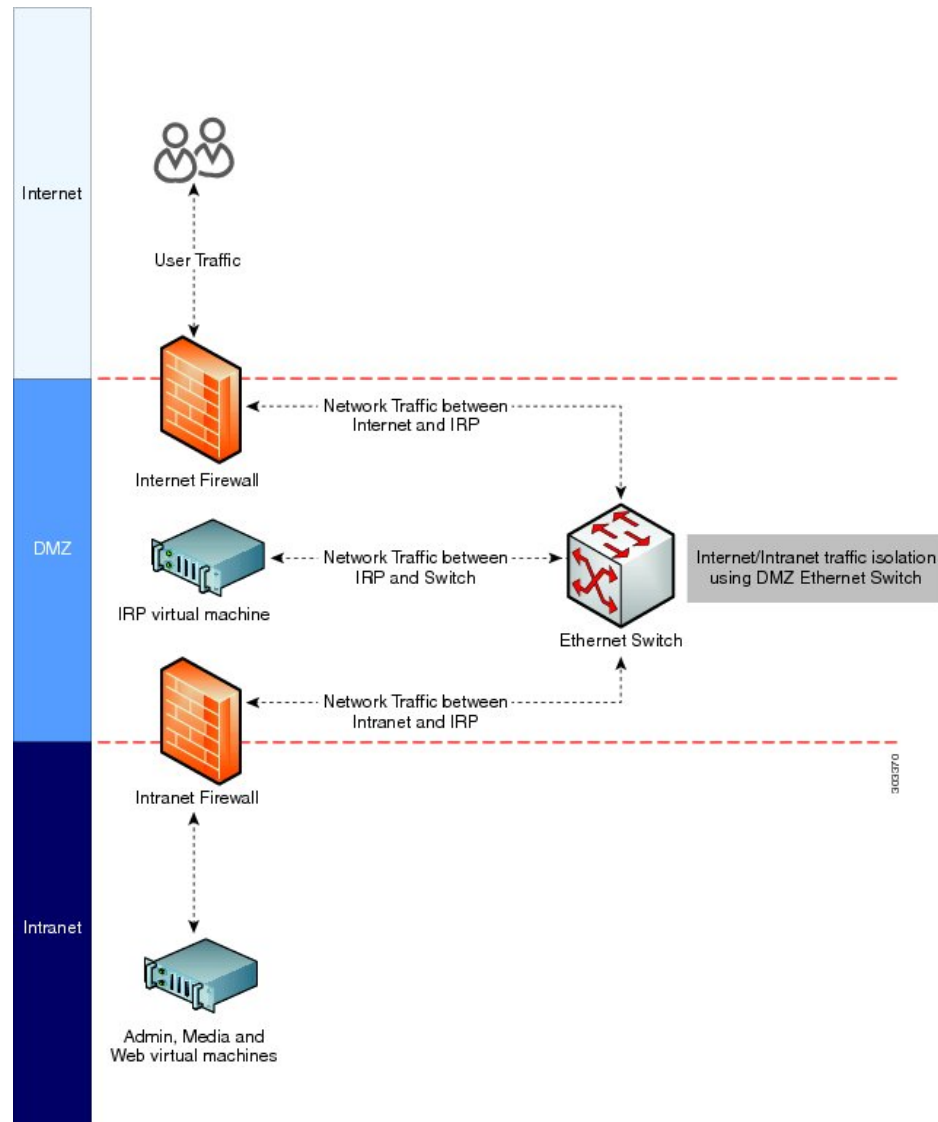 Internet
User Traffic
Network Traffic between
Internet and IRP
Internet Firewall
DMZ
Network Traffic between
IRP and Switch
Internet/Intranet traffic isolation
using DMZ Ethernet Switch
IRP virtual machine
Ethernet Switch
Network Traffic between
Intranet and IRP
303370
Intranet Firewall
Intranet
Admin, Media and
Web virtual machines